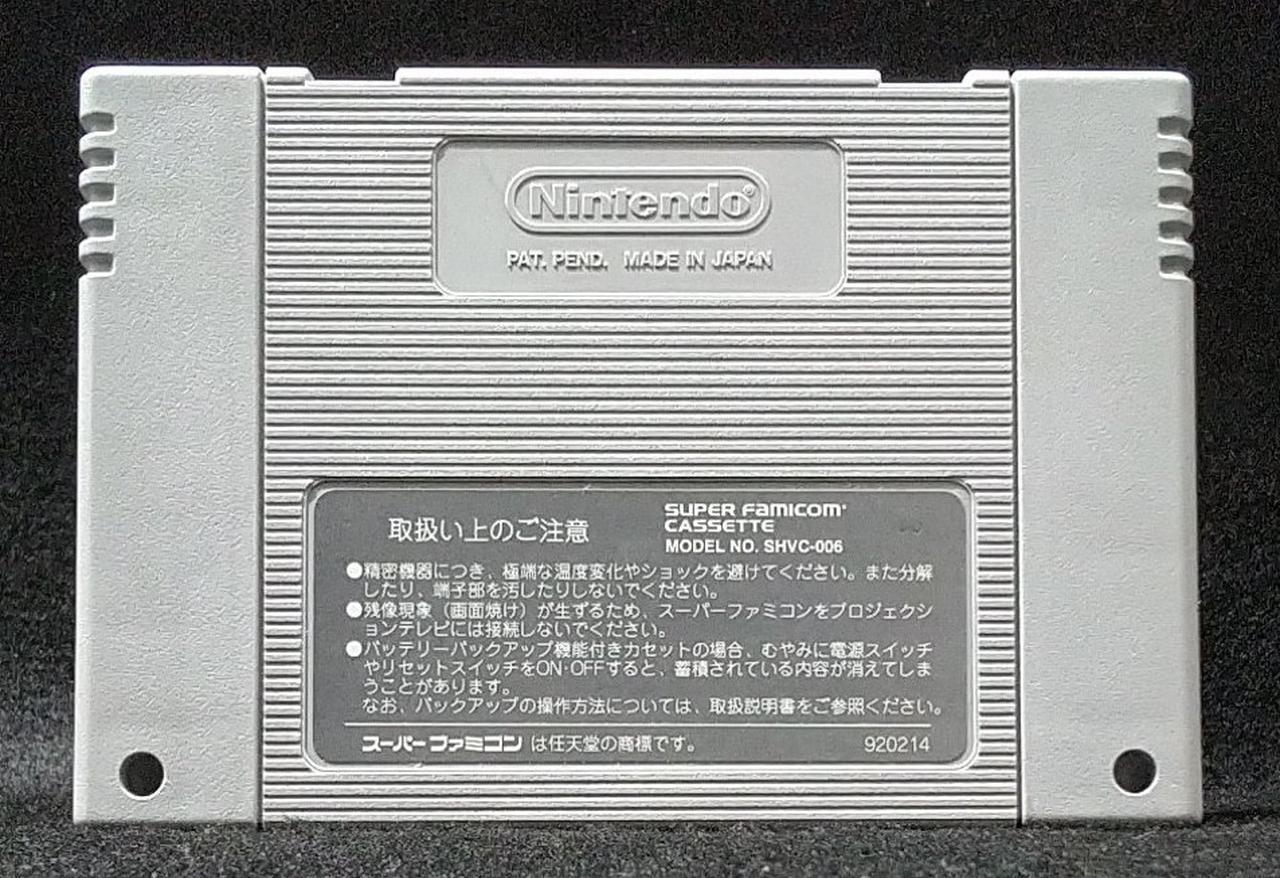 Nintendo®
PAT. PEND. MADE IN JAPAN
取扱い上のご注意
SUPER FAMICOM
CASSETTE
MODEL NO. SHVC-006
●精密機器につき、極端な温度変化やショックを避けてください。また分解
したり、端子部を汚したりしないでください。
●残像現象（画面焼け）が生ずるため、スーパーファミコンをプロジェクシ
ョンテレビには接続しないでください。
●バッテリーバックアップ機能付きカセットの場合、むやみに電源スイッチ
やリセットスイッチをON・OFFすると、蓄積されている内容が消えてしま
うことがあります。
なお、バックアップの操作方法については、取扱説明書をご参照ください。
スーパーファミコン は任天堂の商標です。 920214